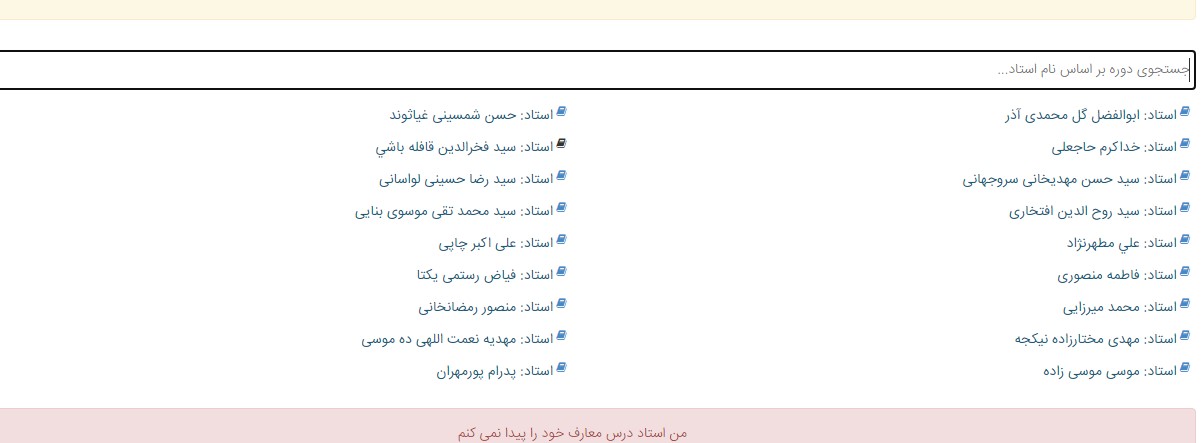 جستجوی دوره بر اساس نام استاد...
استاد: ابوالفضل گل محمدی آذر
استاد: حسن شمسینی غیاثوند
استاد: خداکرم حاجعلی
استاد: سید فخرالدین قافله باشي
استاد: سید حسن مهدیخانی سروجهانی
استاد: سید رضا حسینی لواسانی
استاد: سید روح الدین افتخاری
استاد: سید محمد تقی موسوی بنایی
استاد: علي مطهرنژاد
استاد: علی اکبر چاپی
استاد: فاطمه منصوری
استاد: فیاض رستمی یکتا
استاد: محمد میرزایی
استاد: منصور رمضانخانی
استاد: مهدی مختارزاده نیکجه
استاد: مهدیه نعمت اللهی ده موسی
استاد: موسی موسی زاده
استاد: پدرام پورمهران
من استاد درس معارف خود را پیدا نمی کنم